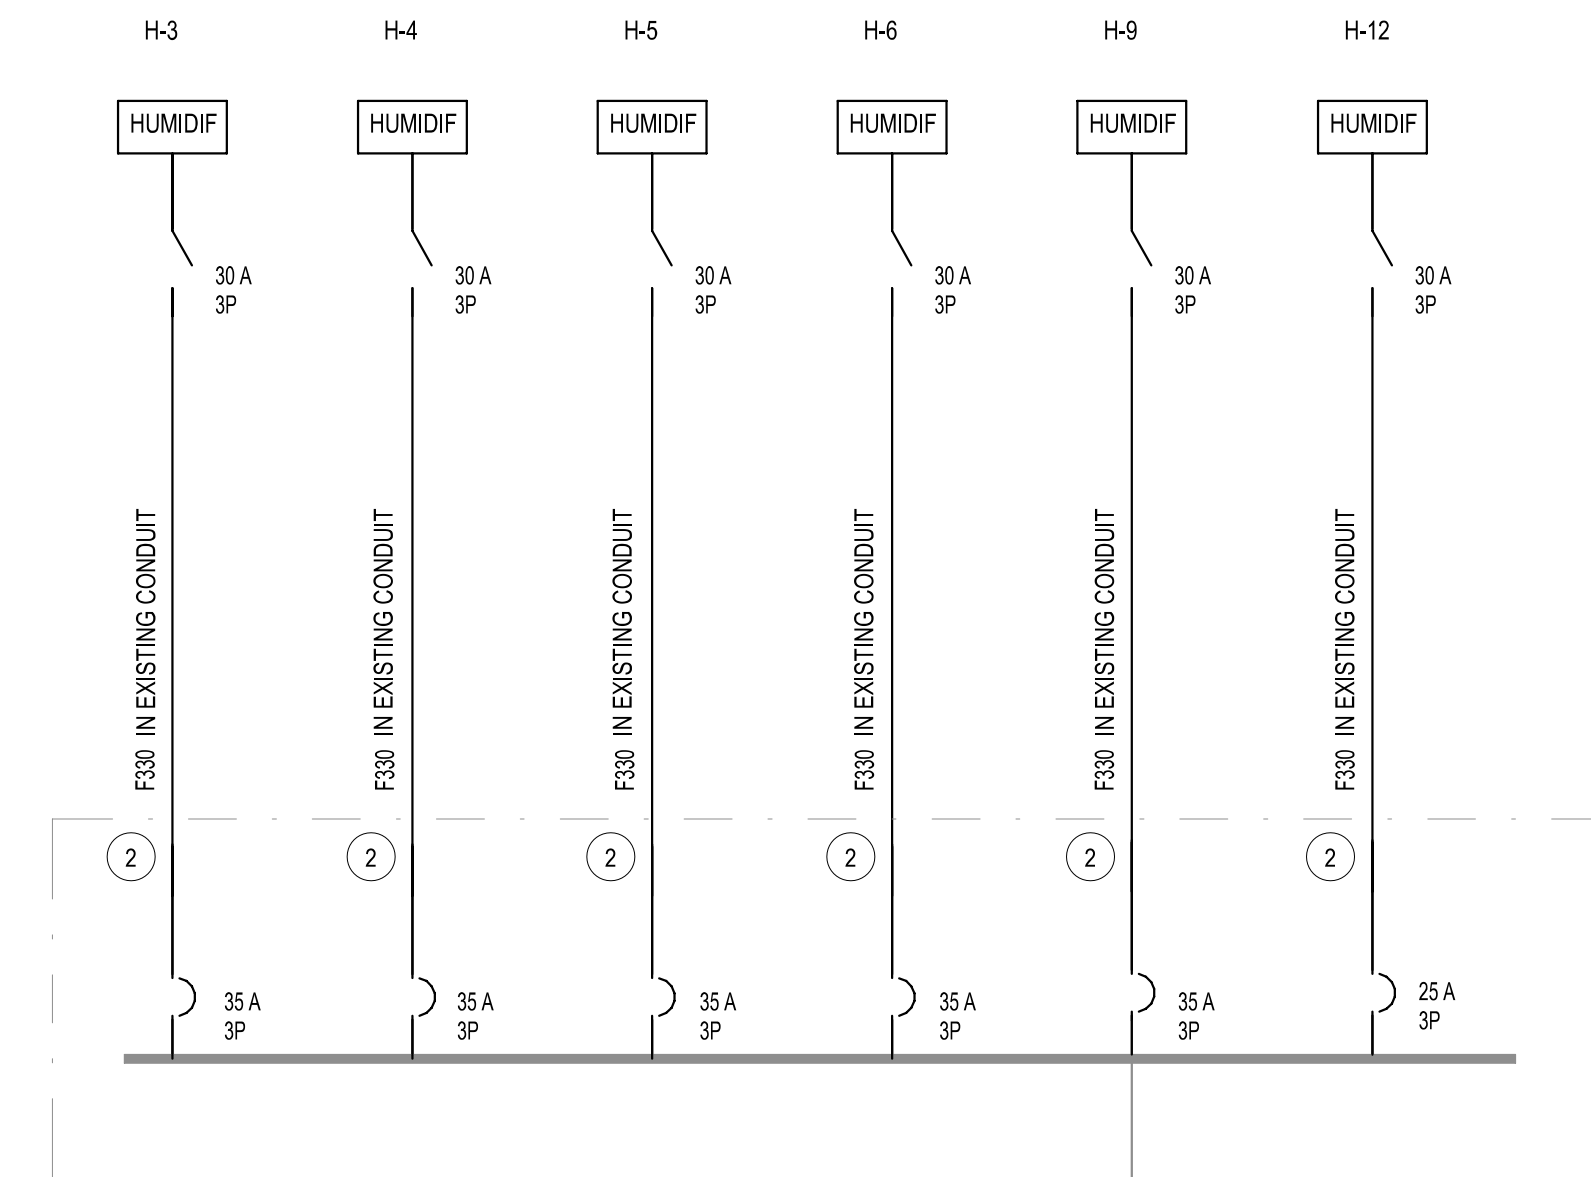 H-3 H-4 H-5 H-6 H-9 H-12
HUMIDIF HUMIDIF HUMIDIF HUMIDIF HUMIDIF HUMIDIF
30 A 30 A 30 A 30 A 30 A 30 A
3P 3P 3P 3P 3P 3P
F330 IN EXISTING CONDUIT
F330 IN EXISTING CONDUIT
F330 IN EXISTING CONDUIT
F330 IN EXISTING CONDUIT
F330 IN EXISTING CONDUIT
F330 IN EXISTING CONDUIT
2 2 2 2 2 2
35 A 35 A 35 A 35 A 35 A 25 A
3P 3P 3P 3P 3P 3P